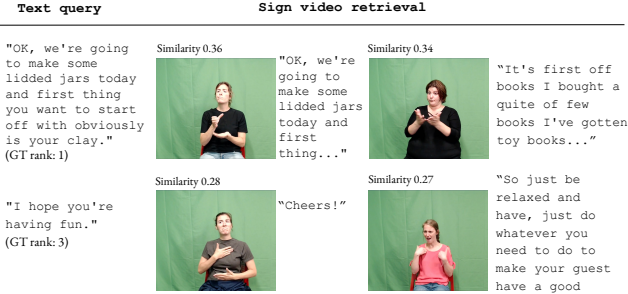 Text query
Sign video retrieval
"OK, we're going
to make some
lidded jars today
and first thing
you want to start
off with obviously
is your clay."
(GT rank: 1)
Similarity 0.36
"OK, we're
going to
make some
lidded jars
today and
first
thing..."
Similarity 0.34
“It's first off
books I bought a
quite of few
books I've gotten
toy books...”
"I hope you're
having fun."
(GT rank: 3)
Similarity 0.28
“Cheers!”
Similarity 0.27
“So just be
relaxed and
have, just do
whatever you
need to do to
make your guest
have a good